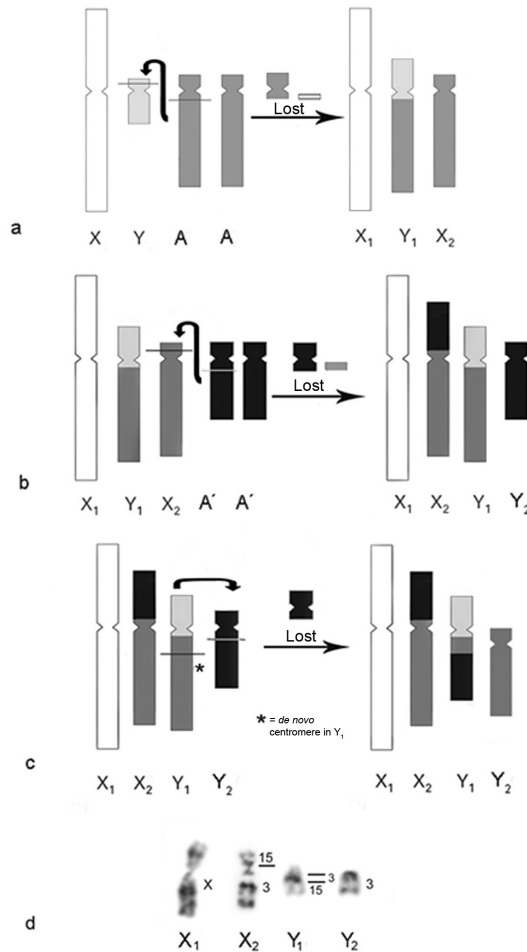 Lost
a
X Y A A X₁ Y₁ X₂
Lost
b
X₁ Y₁ X₂ A´ A´ X₁ X₂ Y₁ Y₂
Lost
*
* = de novo
centromere in Y₁
c
X₁ X₂ Y₁ Y₂ X₁ X₂ Y₁ Y₂
15
X 3 3 3
15
d
X₁ X₂ Y₁ Y₂